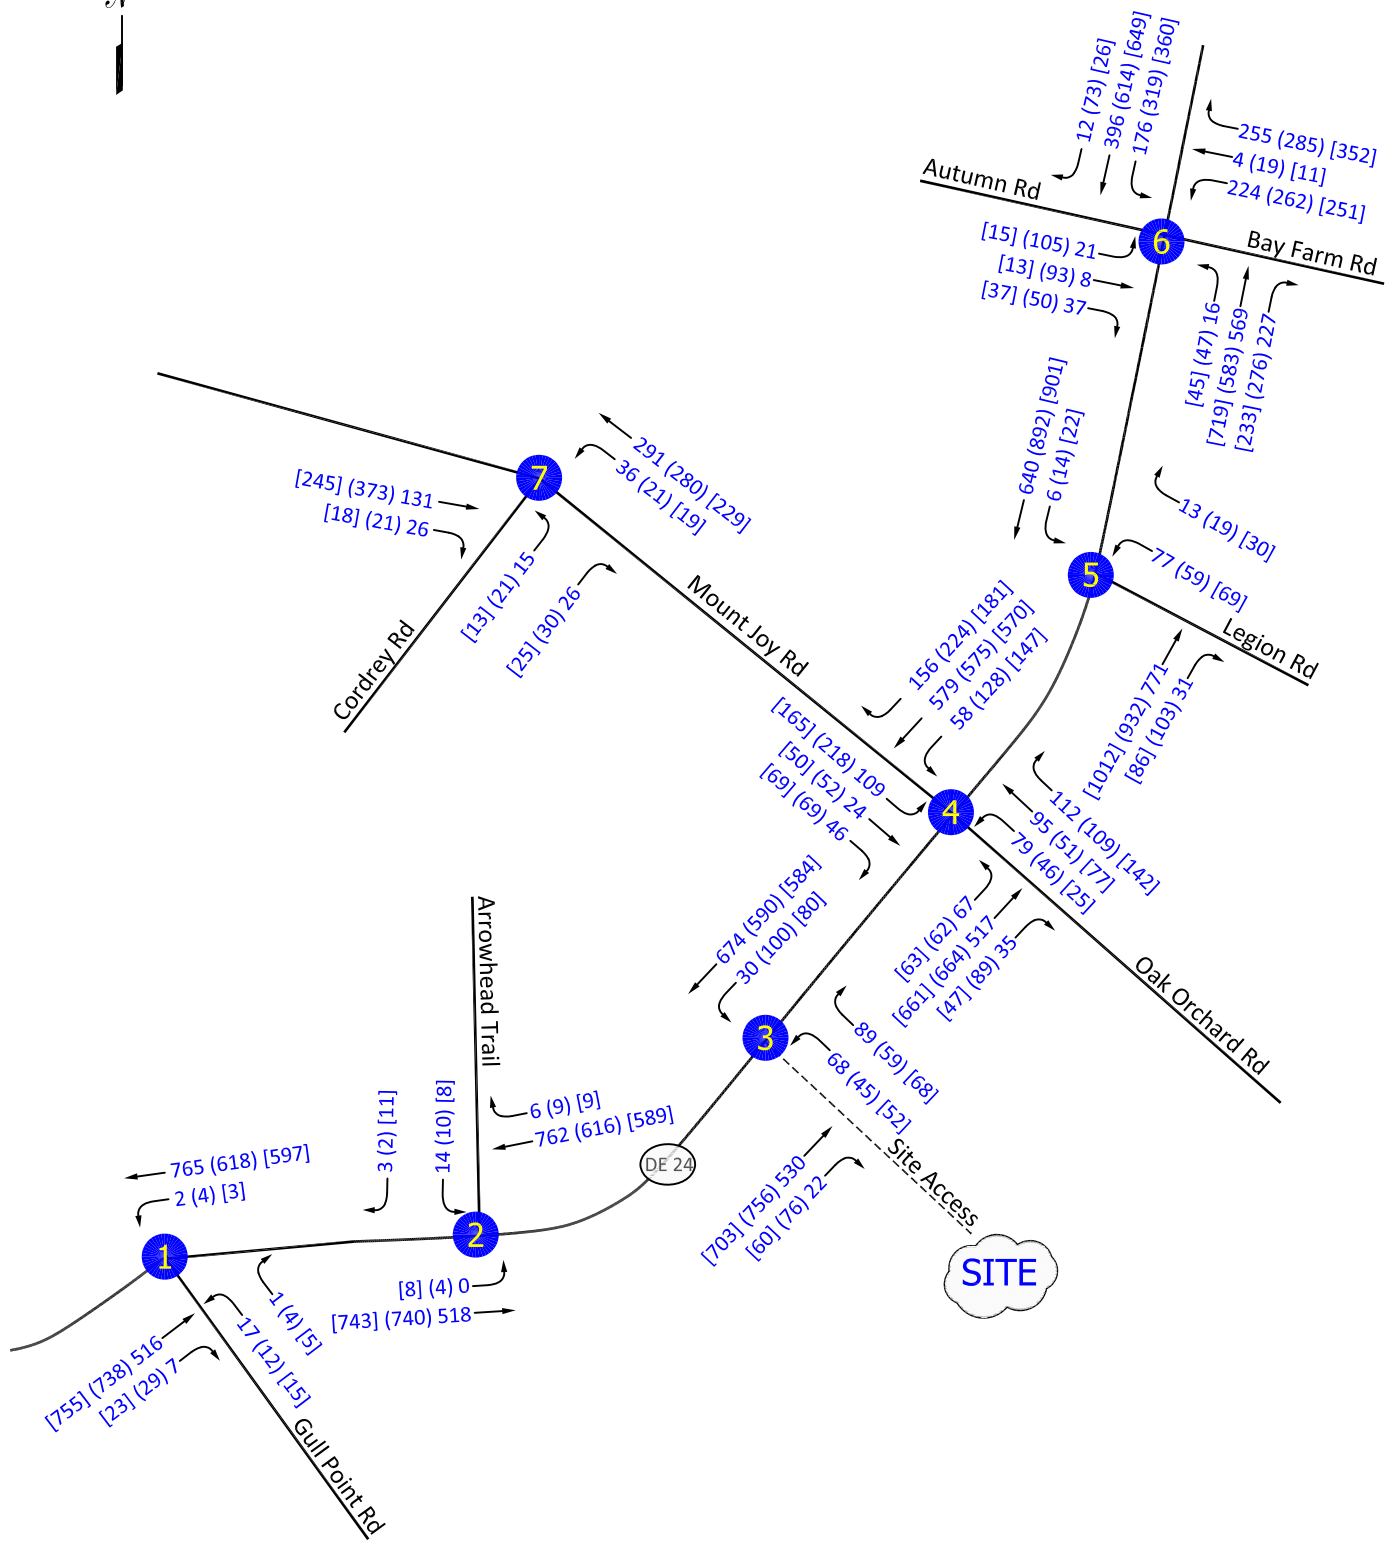 N
12 (73) [26]
396 (614) [649]
176 (319) [360]
255 (285) [352]
4 (19) [11]
224 (262) [251]
Autumn Rd
6
Bay Farm Rd
[15] (105) 21
[13] (93) 8
[37] (50) 37
[45] (47) 16
[719] (583) 569
[233] (276) 227
640 (892) [901]
6 (14) [22]
291 (280) [229]
36 (21) [19]
7
[245] (373) 131
[18] (21) 26
13 (19) [30]
77 (59) [69]
5
Legion Rd
[13] (21) 15
[25] (30) 26
Cordrey Rd
Mount Joy Rd
156 (224) [181]
579 (575) [570]
58 (128) [147]
[1012] (932) 771
[86] (103) 31
[165] (218) 109
[50] (52) 24
[69] (69) 46
4
112 (109) [142]
95 (51) [77]
79 (46) [25]
674 (590) [584]
30 (100) [80]
[63] (62) 67
[661] (664) 517
[47] (89) 35
Oak Orchard Rd
Arrowhead Trail
3
89 (59) [68]
68 (45) [52]
3 (2) [11]
14 (10) [8]
6 (9) [9]
762 (616) [589]
DE 24
[703] (756) 530
[60] (76) 22
Site Access
SITE
765 (618) [597]
2 (4) [3]
1
2
[8] (4) 0
[743] (740) 518
1 (4) [5]
17 (12) [15]
[755] (738) 516
[23] (29) 7
Gull Point Rd